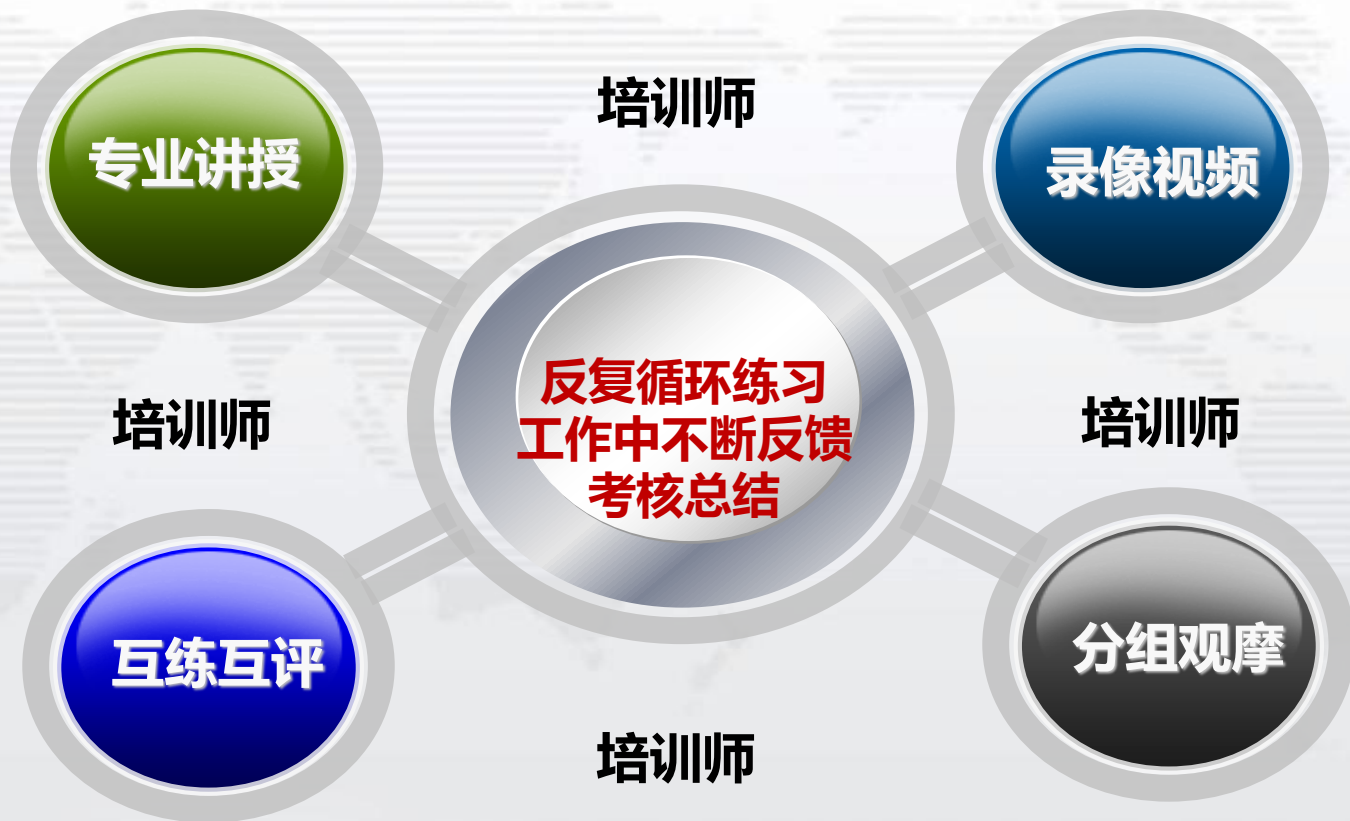 培训师
专业讲授
录像视频
反复循环练习
工作中不断反馈
考核总结
培训师
培训师
互练互评
分组观摩
培训师